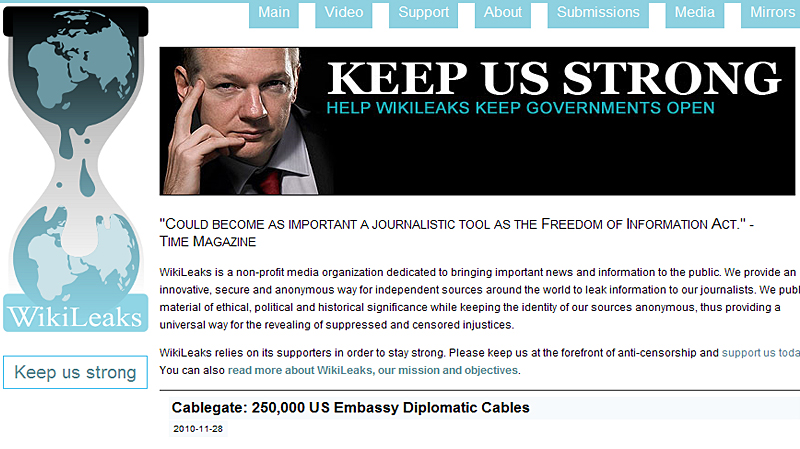 Main Video Support About Submissions Media Mirrors
KEEP US STRONG
HELP WIKILEAKS KEEP GOVERNMENTS OPEN
"COULD BECOME AS IMPORTANT A JOURNALISTIC TOOL AS THE FREEDOM OF INFORMATION ACT." -
TIME MAGAZINE
WikiLeaks is a non-profit media organization dedicated to bringing important news and information to the public. We provide an
innovative, secure and anonymous way for independent sources around the world to leak information to our journalists. We publ
material of ethical, political and historical significance while keeping the identity of our sources anonymous, thus providing a
universal way for the revealing of suppressed and censored injustices.
WikiLeaks relies on its supporters in order to stay strong. Please keep us at the forefront of anti-censorship and support us toda
You can also read more about WikiLeaks, our mission and objectives.
WikiLeaks
Keep us strong
Cablegate: 250,000 US Embassy Diplomatic Cables
2010-11-28